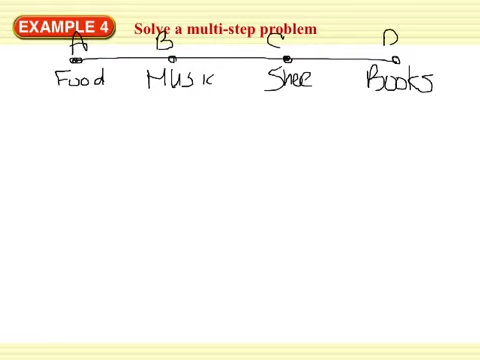 EXAMPLE 4 Solve a multi-step problem
A B C D
Food Music Shoe Books